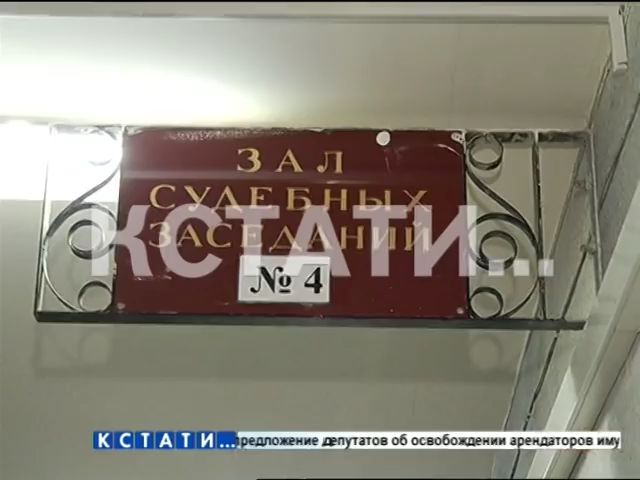 ЗАЛ
СУДЕБНЫХ
ЗАСЕДАНИЙ
№ 4
КСТАТИ...
КСТАТИ... предложение депутатов об освобождении арендаторов иму